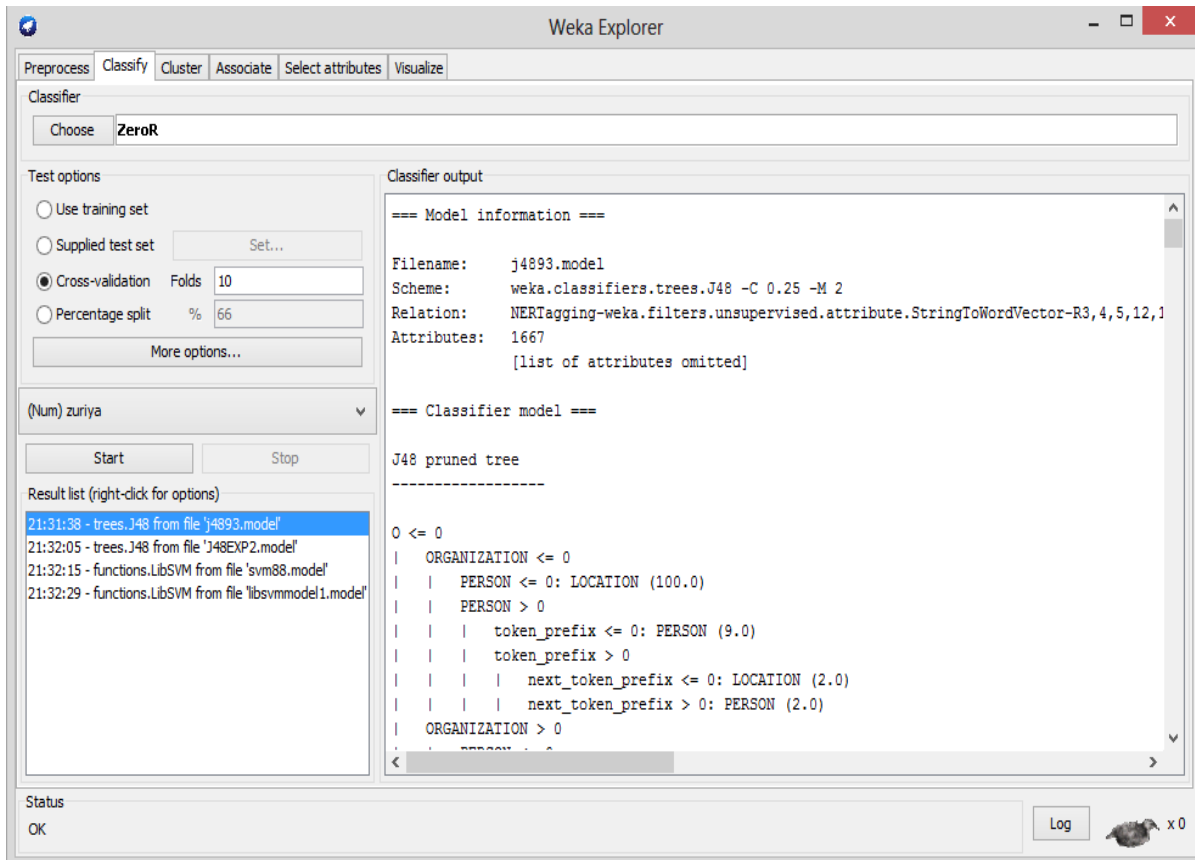 Weka Explorer
Preprocess Classify Cluster Associate Select attributes Visualize
Classifier
Choose ZeroR
Test options
Use training set
Supplied test set Set...
Cross-validation Folds 10
Percentage split % 66
More options...
(Num) zuriya
Start Stop
Result list (right-click for options)
21:31:38 - trees.J48 from file 'j4893.model'
21:32:05 - trees.J48 from file 'J48EXP2.model'
21:32:15 - functions.LibSVM from file 'svm88.model'
21:32:29 - functions.LibSVM from file 'libsvmmodel1.model'
Classifier output
=== Model information ===
Filename: j4893.model
Scheme: weka.classifiers.trees.J48 -C 0.25 -M 2
Relation: NERTagging-weka.filters.unsupervised.attribute.StringToWordVector-R3,4,5,12,1
Attributes: 1667
[list of attributes omitted]
=== Classifier model ===
J48 pruned tree
------------------
O <= 0
| ORGANIZATION <= 0
| | PERSON <= 0: LOCATION (100.0)
| | PERSON > 0
| | | token_prefix <= 0: PERSON (9.0)
| | | token_prefix > 0
| | | | next_token_prefix <= 0: LOCATION (2.0)
| | | | next_token_prefix > 0: PERSON (2.0)
| ORGANIZATION > 0
Status
OK
Log x 0